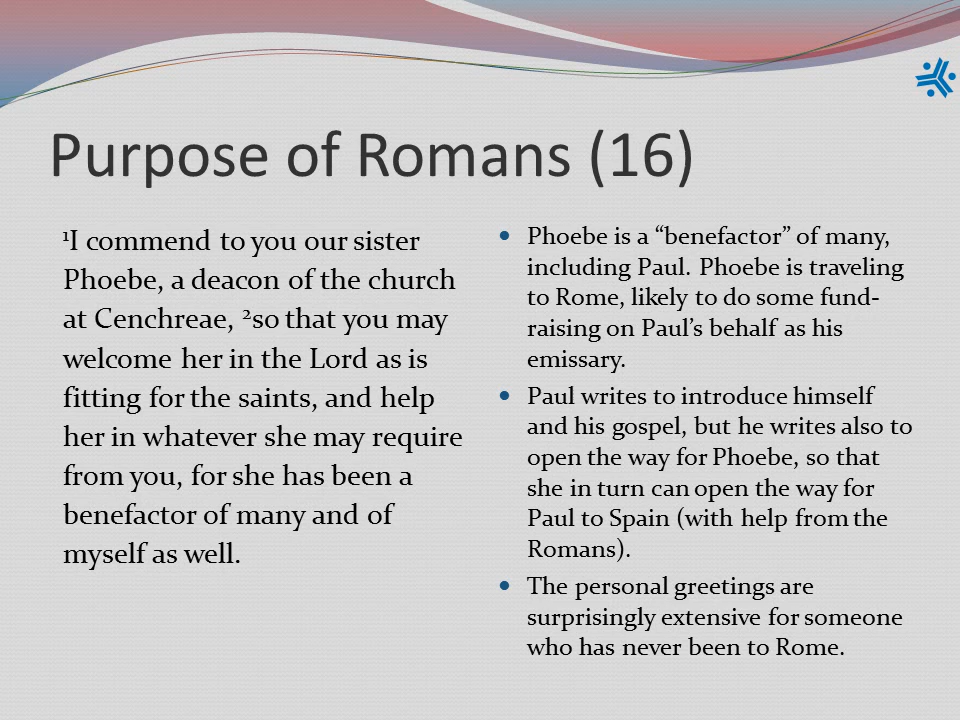 Purpose of Romans (16)
¹I commend to you our sister
Phoebe, a deacon of the church
at Cenchreae, ²so that you may
welcome her in the Lord as is
fitting for the saints, and help
her in whatever she may require
from you, for she has been a
benefactor of many and of
myself as well.
• Phoebe is a “benefactor” of many,
including Paul. Phoebe is traveling
to Rome, likely to do some fund-
raising on Paul’s behalf as his
emissary.
• Paul writes to introduce himself
and his gospel, but he writes also to
open the way for Phoebe, so that
she in turn can open the way for
Paul to Spain (with help from the
Romans).
• The personal greetings are
surprisingly extensive for someone
who has never been to Rome.